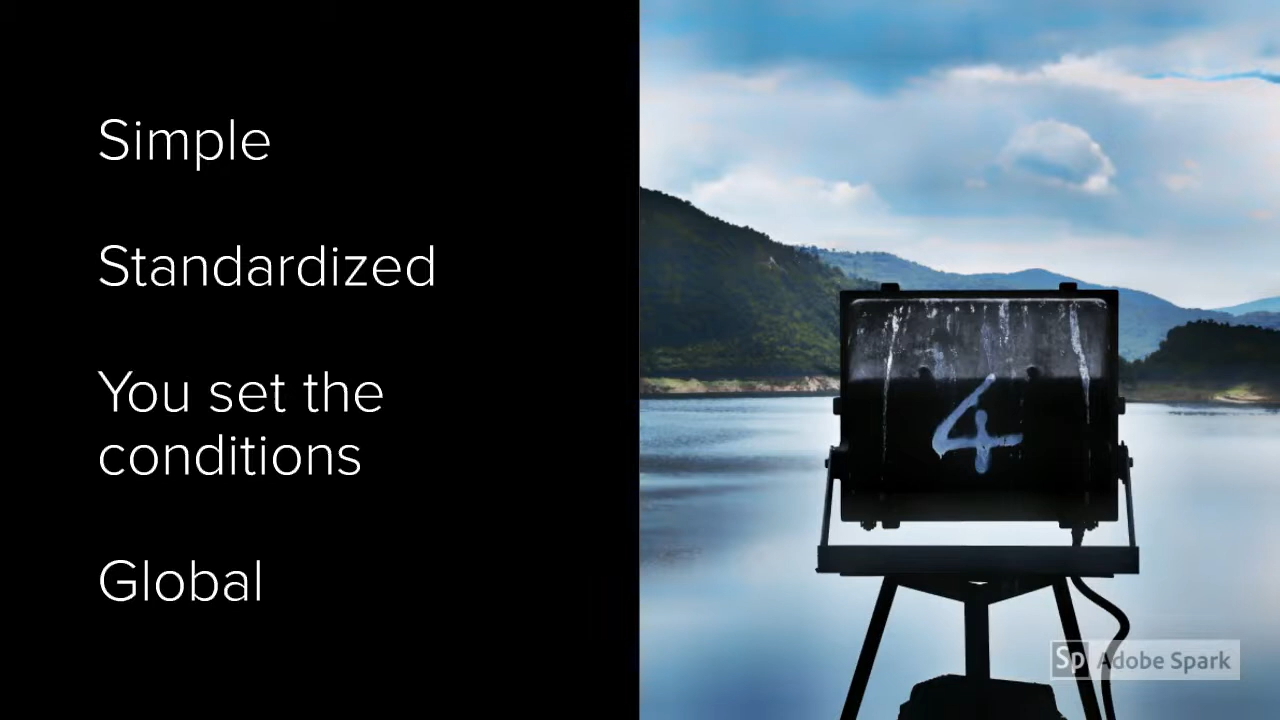 Simple
Standardized
You set the
conditions
Global
4
Sp Adobe Spark